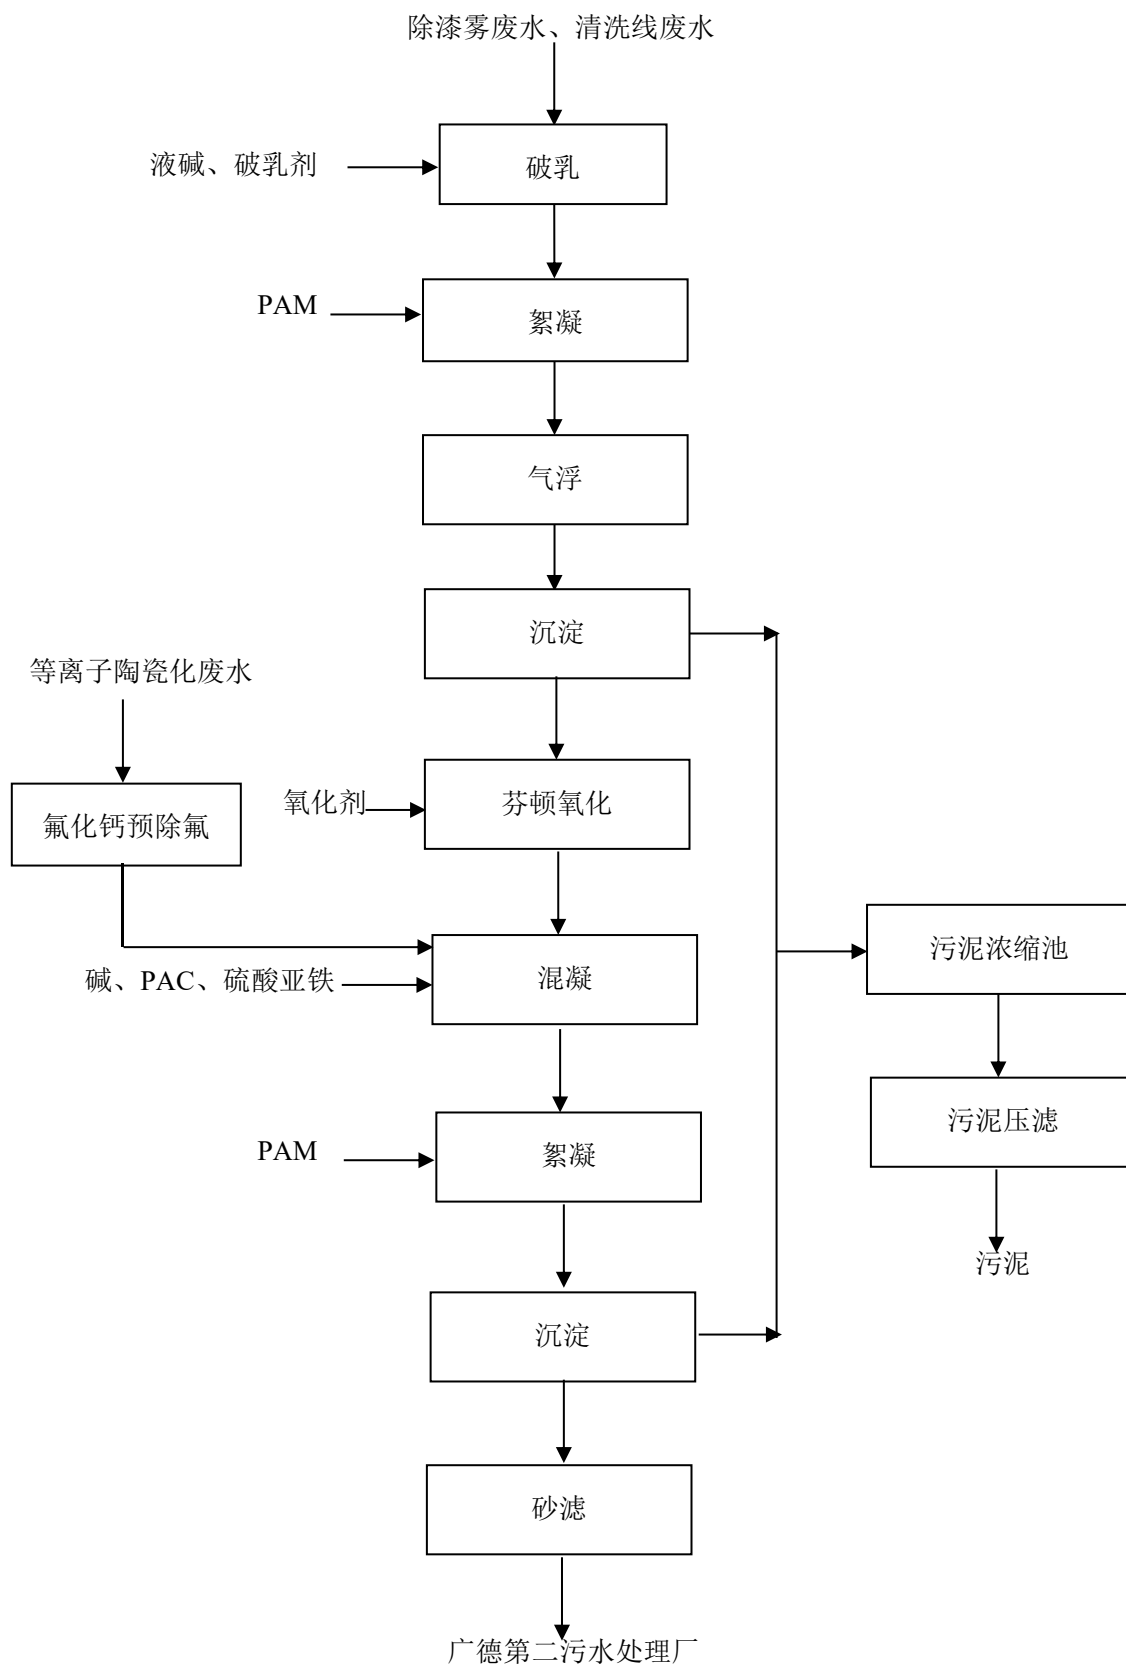 除漆雾废水、清洗线废水
液碱、破乳剂
破乳
PAM
絮凝
气浮
沉淀
等离子陶瓷化废水
氧化剂
芬顿氧化
氟化钙预除氟
污泥浓缩池
碱、PAC、硫酸亚铁
混凝
污泥压滤
PAM
絮凝
污泥
沉淀
砂滤
广德第二污水处理厂